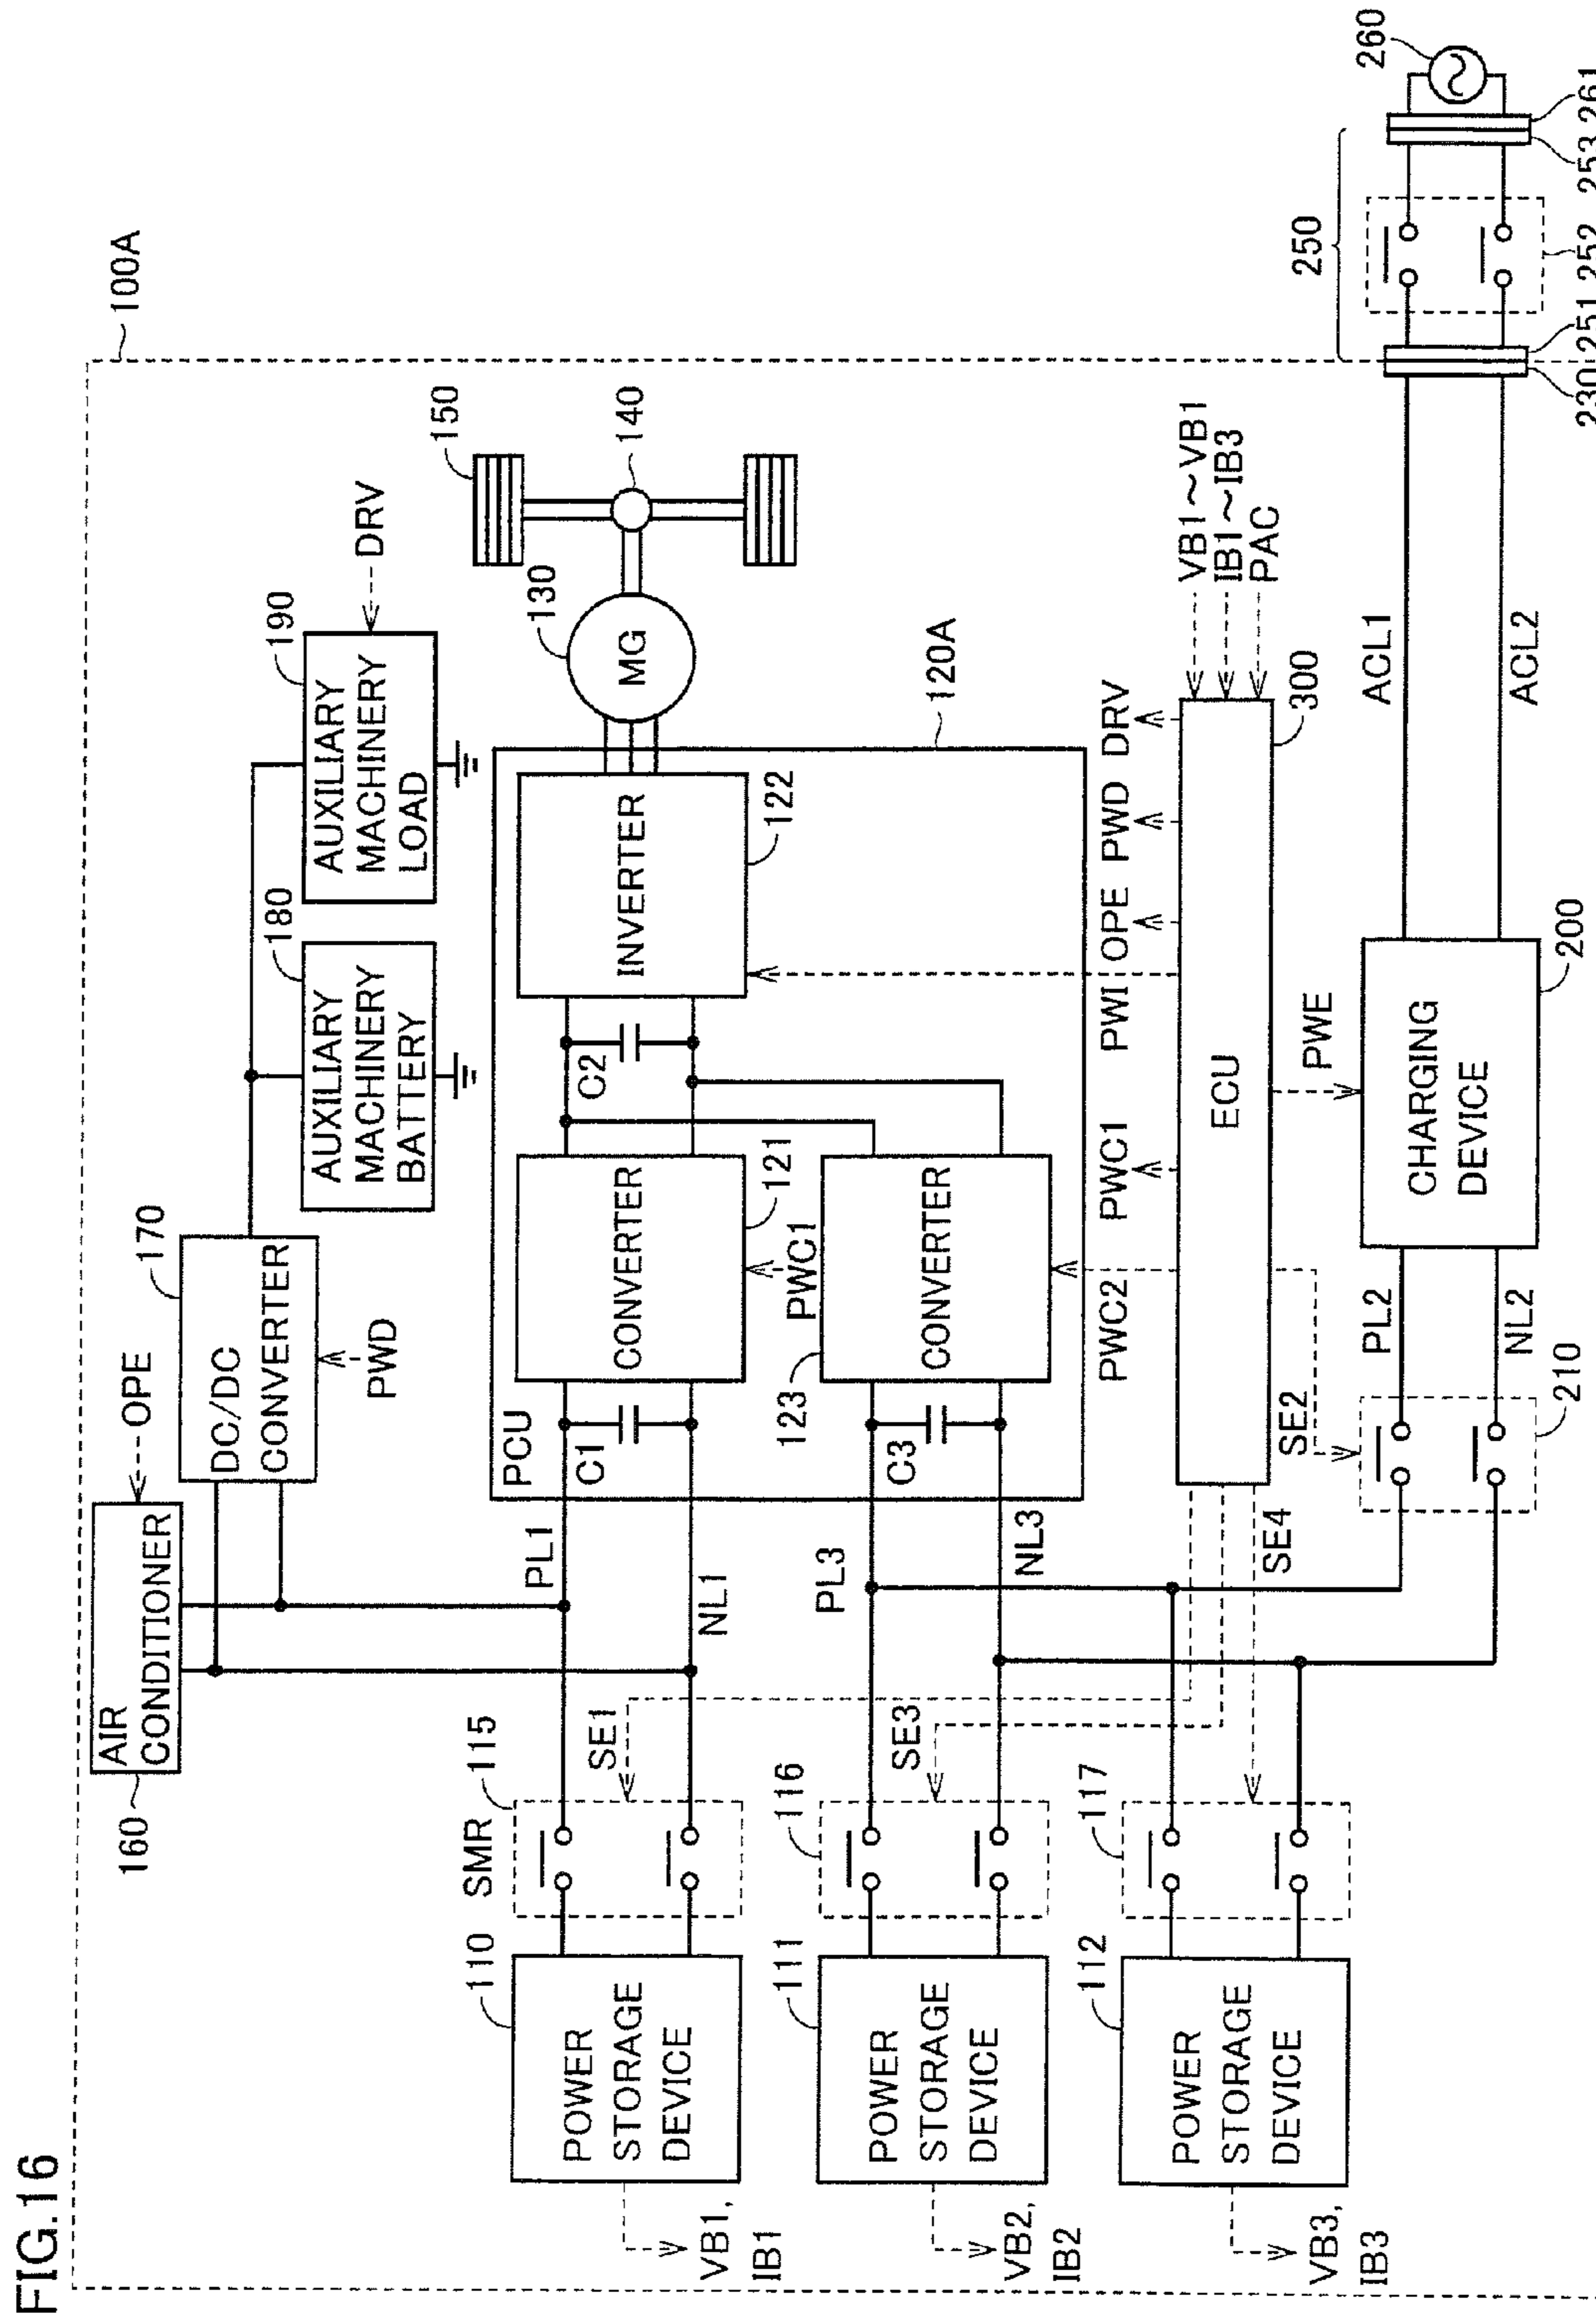 FIG.16
100A
160
AIR
CONDITIONER
OPE
170
DC/DC
CONVERTER
PWD
180
AUXILIARY
MACHINERY
BATTERY
190
AUXILIARY
MACHINERY
LOAD
DRV
150
140
130
MG
110
POWER
STORAGE
DEVICE
VB1,
IB1
SMR
115
SE1
PL1
NL1
PCU
C1
CONVERTER
121
PWC1
C2
INVERTER
122
120A
111
POWER
STORAGE
DEVICE
VB2,
IB2
116
SE3
PL3
NL3
C3
123
CONVERTER
112
POWER
STORAGE
DEVICE
VB3,
IB3
117
SE4
PWC2
PWC1
PWI
OPE
PWD
DRV
ECU
300
VB1~VB1
IB1~IB3
PAC
SE2
PWE
210
PL2
NL2
CHARGING
DEVICE
200
ACL1
ACL2
250
260
230
251
252
253
261